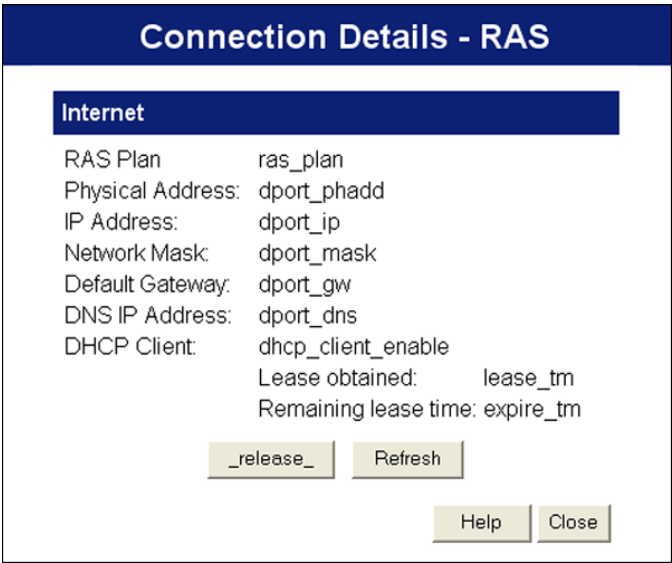 Connection Details - RAS
Internet
RAS Plan ras_plan
Physical Address: dport_phadd
IP Address: dport_ip
Network Mask: dport_mask
Default Gateway: dport_gw
DNS IP Address: dport_dns
DHCP Client: dhcp_client_enable
Lease obtained: lease_tm
Remaining lease time: expire_tm
_release_ Refresh
Help Close